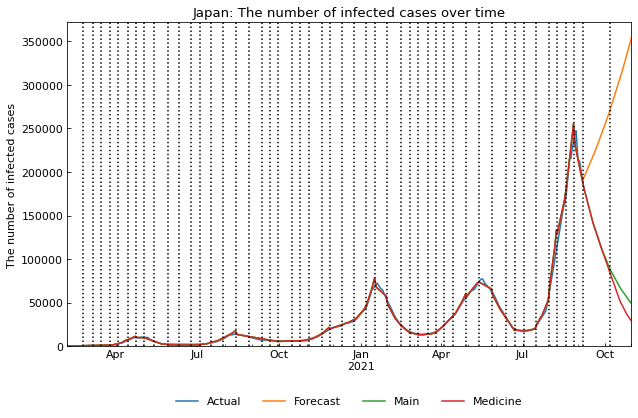 Japan: The number of infected cases over time
The number of infected cases
350000
300000
250000
200000
150000
100000
50000
0
Apr Jul Oct Jan Apr Jul Oct
2021
Actual Forecast Main Medicine